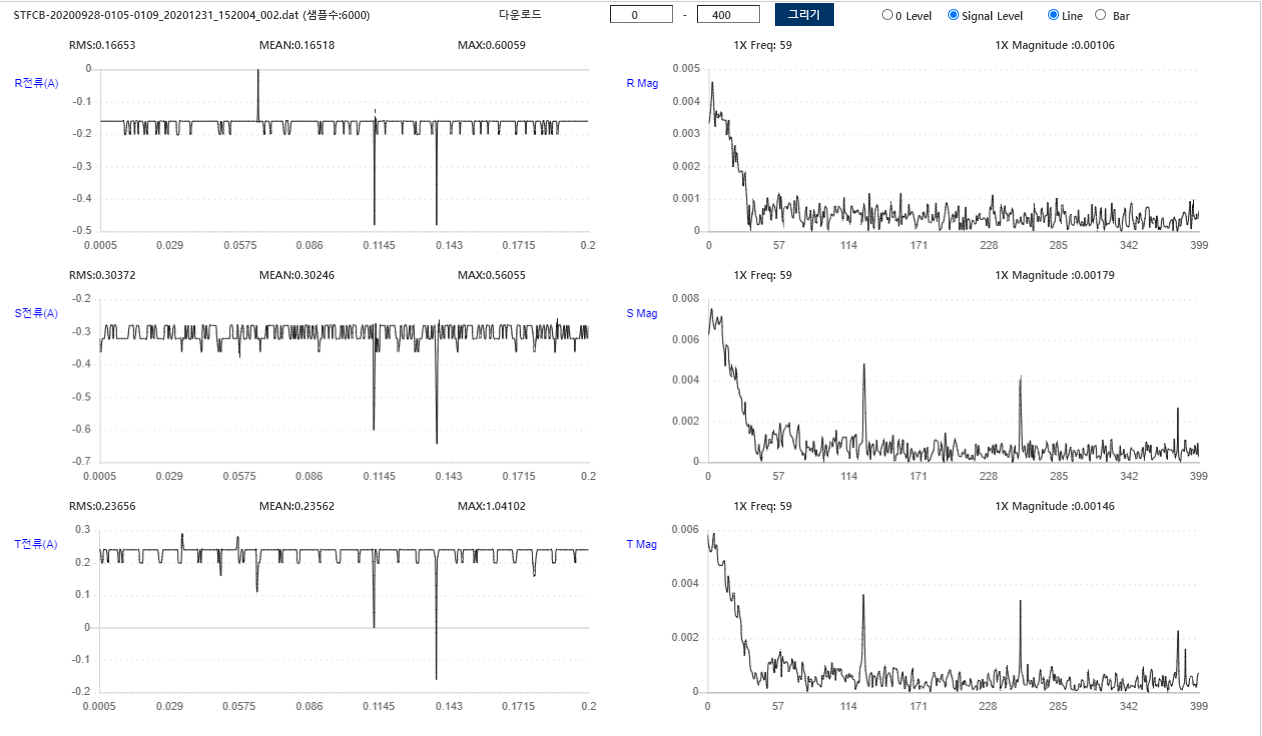 STFCB-20200928-0105-0109_20201231_152004_002.dat (샘플수:6000) 다운로드 0 - 400 그리기 0 Level Signal Level Line Bar
RMS:0.16653 MEAN:0.16518 MAX:0.60059 1X Freq: 59 1X Magnitude :0.00106
R전류(A)
0
-0.1
-0.2
-0.3
-0.4
-0.5
0.0005 0.029 0.0575 0.086 0.1145 0.143 0.1715 0.2
R Mag
0.005
0.004
0.003
0.002
0.001
0
0 57 114 171 228 285 342 399
RMS:0.30372 MEAN:0.30246 MAX:0.56055 1X Freq: 59 1X Magnitude :0.00179
S전류(A)
-0.2
-0.3
-0.4
-0.5
-0.6
-0.7
0.0005 0.029 0.0575 0.086 0.1145 0.143 0.1715 0.2
S Mag
0.008
0.006
0.004
0.002
0
0 57 114 171 228 285 342 399
RMS:0.23656 MEAN:0.23562 MAX:1.04102 1X Freq: 59 1X Magnitude :0.00146
T전류(A)
0.3
0.2
0.1
0
-0.1
-0.2
0.0005 0.029 0.0575 0.086 0.1145 0.143 0.1715 0.2
T Mag
0.006
0.004
0.002
0
0 57 114 171 228 285 342 399